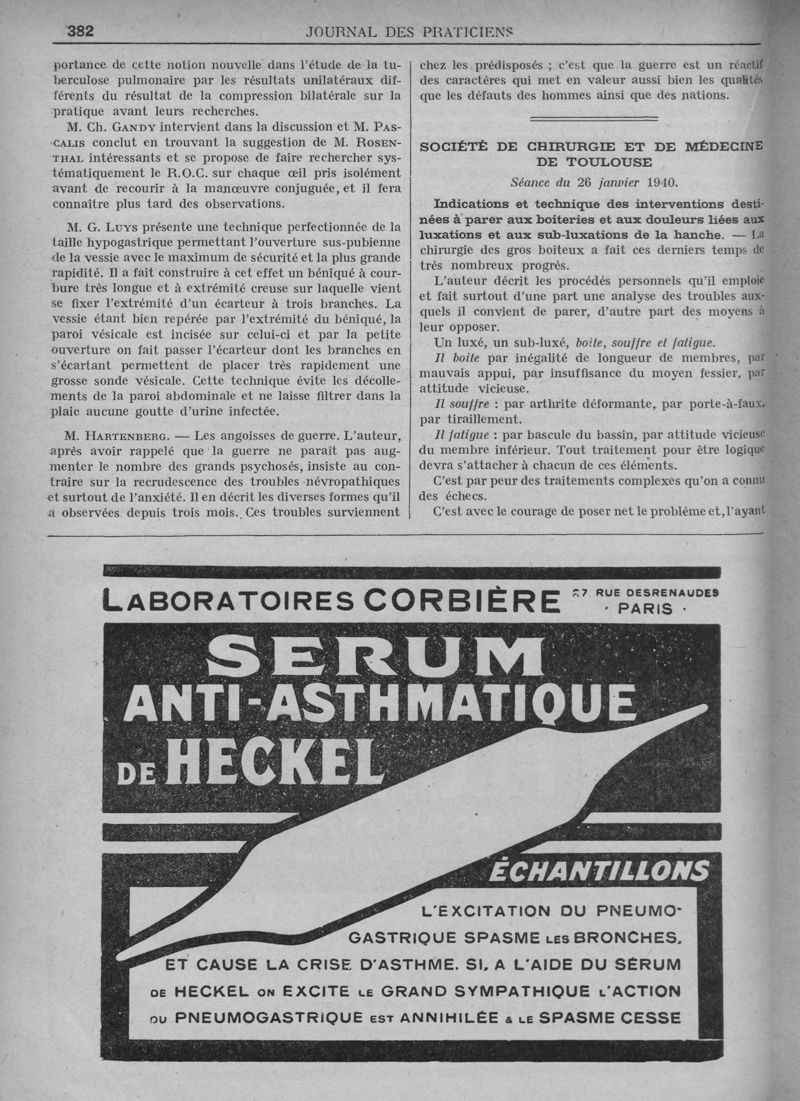 382
JOURNAL DES PRATICIENS
portance de cette notion nouvelle dans l'étude de la tu-
berculose pulmonaire par les résultats unilatéraux dif-
férents du résultat de la compression bilatérale sur la
pratique avant leurs recherches.
M. Ch. GANDY intervient dans la discussion et M. PAS-
CALIS conclut en trouvant la suggestion de M. ROSEN-
THAL intéressants et se propose de faire rechercher sys-
tématiquement le R.O.C. sur chaque œil pris isolément
avant de recourir à la manœuvre conjuguée, et il fera
connaître plus tard des observations.
M. G. LUYS présente une technique perfectionnée de la
taille hypogastrique permettant l'ouverture sus-pubienne
de la vessie avec le maximum de sécurité et la plus grande
rapidité. Il a fait construire à cet effet un béniqué à cour-
bure très longue et à extrémité creuse sur laquelle vient
se fixer l'extrémité d'un écarteur à trois branches. La
vessie étant bien repérée par l'extrémité du béniqué, la
paroi vésicale est incisée sur celui-ci et par la petite
ouverture on fait passer l'écarteur dont les branches en
s'écartant permettent de placer très rapidement une
grosse sonde vésicale. Cette technique évite les décolle-
ments de la paroi abdominale et ne laisse filtrer dans la
plaie aucune goutte d'urine infectée.
M. HARTENBERG. — Les angoisses de guerre. L'auteur,
après avoir rappelé que la guerre ne paraît pas aug-
menter le nombre des grands psychosés, insiste au con-
traire sur la recrudescence des troubles névropathiques
et surtout de l'anxiété. Il en décrit les diverses formes qu'il
a observées depuis trois mois. Ces troubles surviennent
chez les prédisposés ; c'est que la guerre est un réactif
des caractères qui met en valeur aussi bien les qualités
que les défauts des hommes ainsi que des nations.
SOCIÉTÉ DE CHIRURGIE ET DE MÉDECINE
DE TOULOUSE
Séance du 26 janvier 1940.
Indications et technique des interventions desti-
nées à parer aux boiteries et aux douleurs liées aux
luxations et aux sub-luxations de la hanche. — La
chirurgie des gros boiteux a fait ces derniers temps de
très nombreux progrès.
L'auteur décrit les procédés personnels qu'il emploie
et fait surtout d'une part une analyse des troubles aux-
quels il convient de parer, d'autre part des moyens à
leur opposer.
Un luxé, un sub-luxé, boite, souffre et fatigue.
Il boite par inégalité de longueur de membres, par
mauvais appui, par insuffisance du moyen fessier, par
attitude vicieuse.
Il souffre : par arthrite déformante, par porte-à-faux,
par tiraillement.
Il fatigue : par bascule du bassin, par attitude vicieuse
du membre inférieur. Tout traitement pour être logique
devra s'attacher à chacun de ces éléments.
C'est par peur des traitements complexes qu'on a connu
des échecs.
C'est avec le courage de poser net le problème et, l'ayant
LABORATOIRES CORBIÈRE
27, RUE DESRENAUDES
· PARIS ·
SERUM
ANTI-ASTHMATIQUE
DE HECKEL
ÉCHANTILLONS
L'EXCITATION DU PNEUMO-
GASTRIQUE SPASME LES BRONCHES,
ET CAUSE LA CRISE D'ASTHME. SI, A L'AIDE DU SÉRUM
DE HECKEL ON EXCITE LE GRAND SYMPATHIQUE L'ACTION
DU PNEUMOGASTRIQUE EST ANNIHILÉE & LE SPASME CESSE